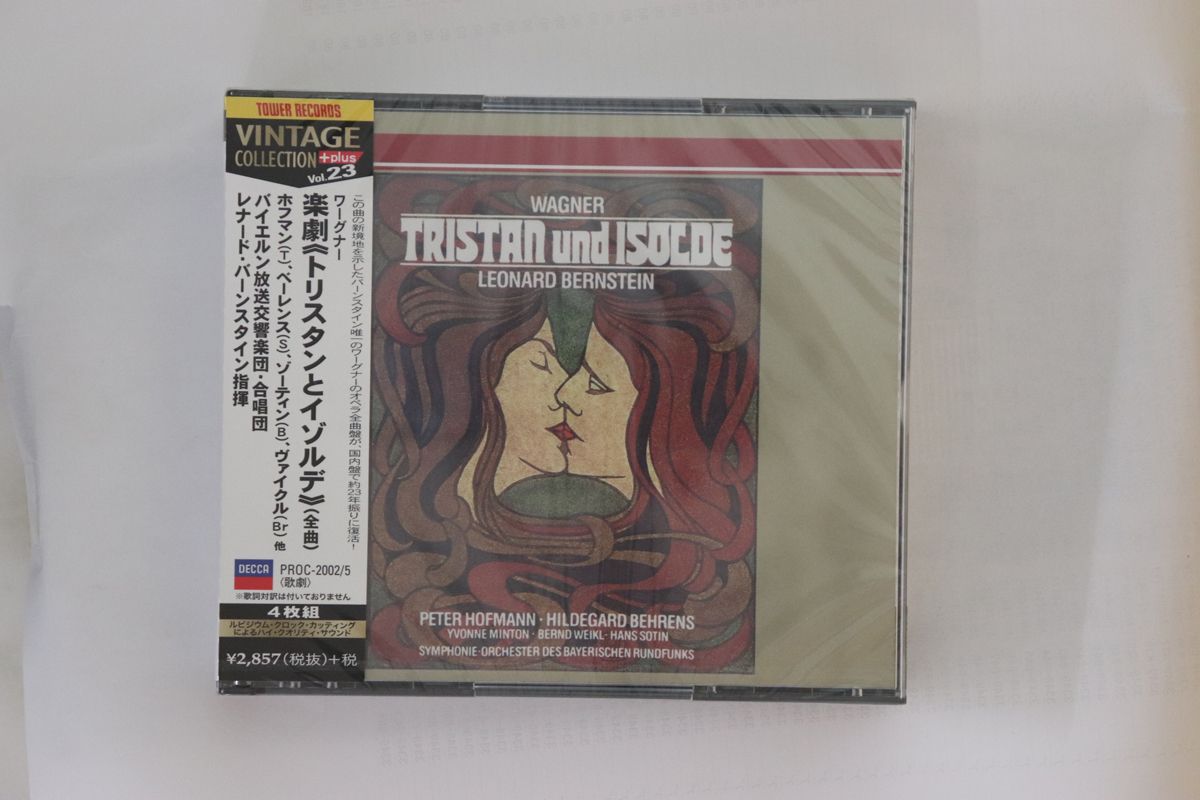 TOWER RECORDS
VINTAGE
COLLECTION +plus
Vol.23
この曲の新境地を示したバーンスタイン唯一のワーグナーのオペラ全曲盤が、国内盤で約23年振りに復活!
ワーグナー
楽劇《トリスタンとイゾルデ》(全曲)
ホフマン(T)、ベーレンス(S)、ゾーティン(B)、ヴァイクル(Br) 他
バイエルン放送交響楽団・合唱団
レナード・バーンスタイン指揮
DECCA
PROC-2002/5
〈歌劇〉
※歌詞対訳は付いておりません
4枚組
ルビジウム・クロック・カッティング
によるハイ・クオリティ・サウンド
¥2,857(税抜)+税
WAGNER
TRISTAN und ISOLDE
LEONARD BERNSTEIN
PETER HOFMANN · HILDEGARD BEHRENS
YVONNE MINTON · BERND WEIKL · HANS SOTIN
SYMPHONIE-ORCHESTER DES BAYERISCHEN RUNDFUNKS